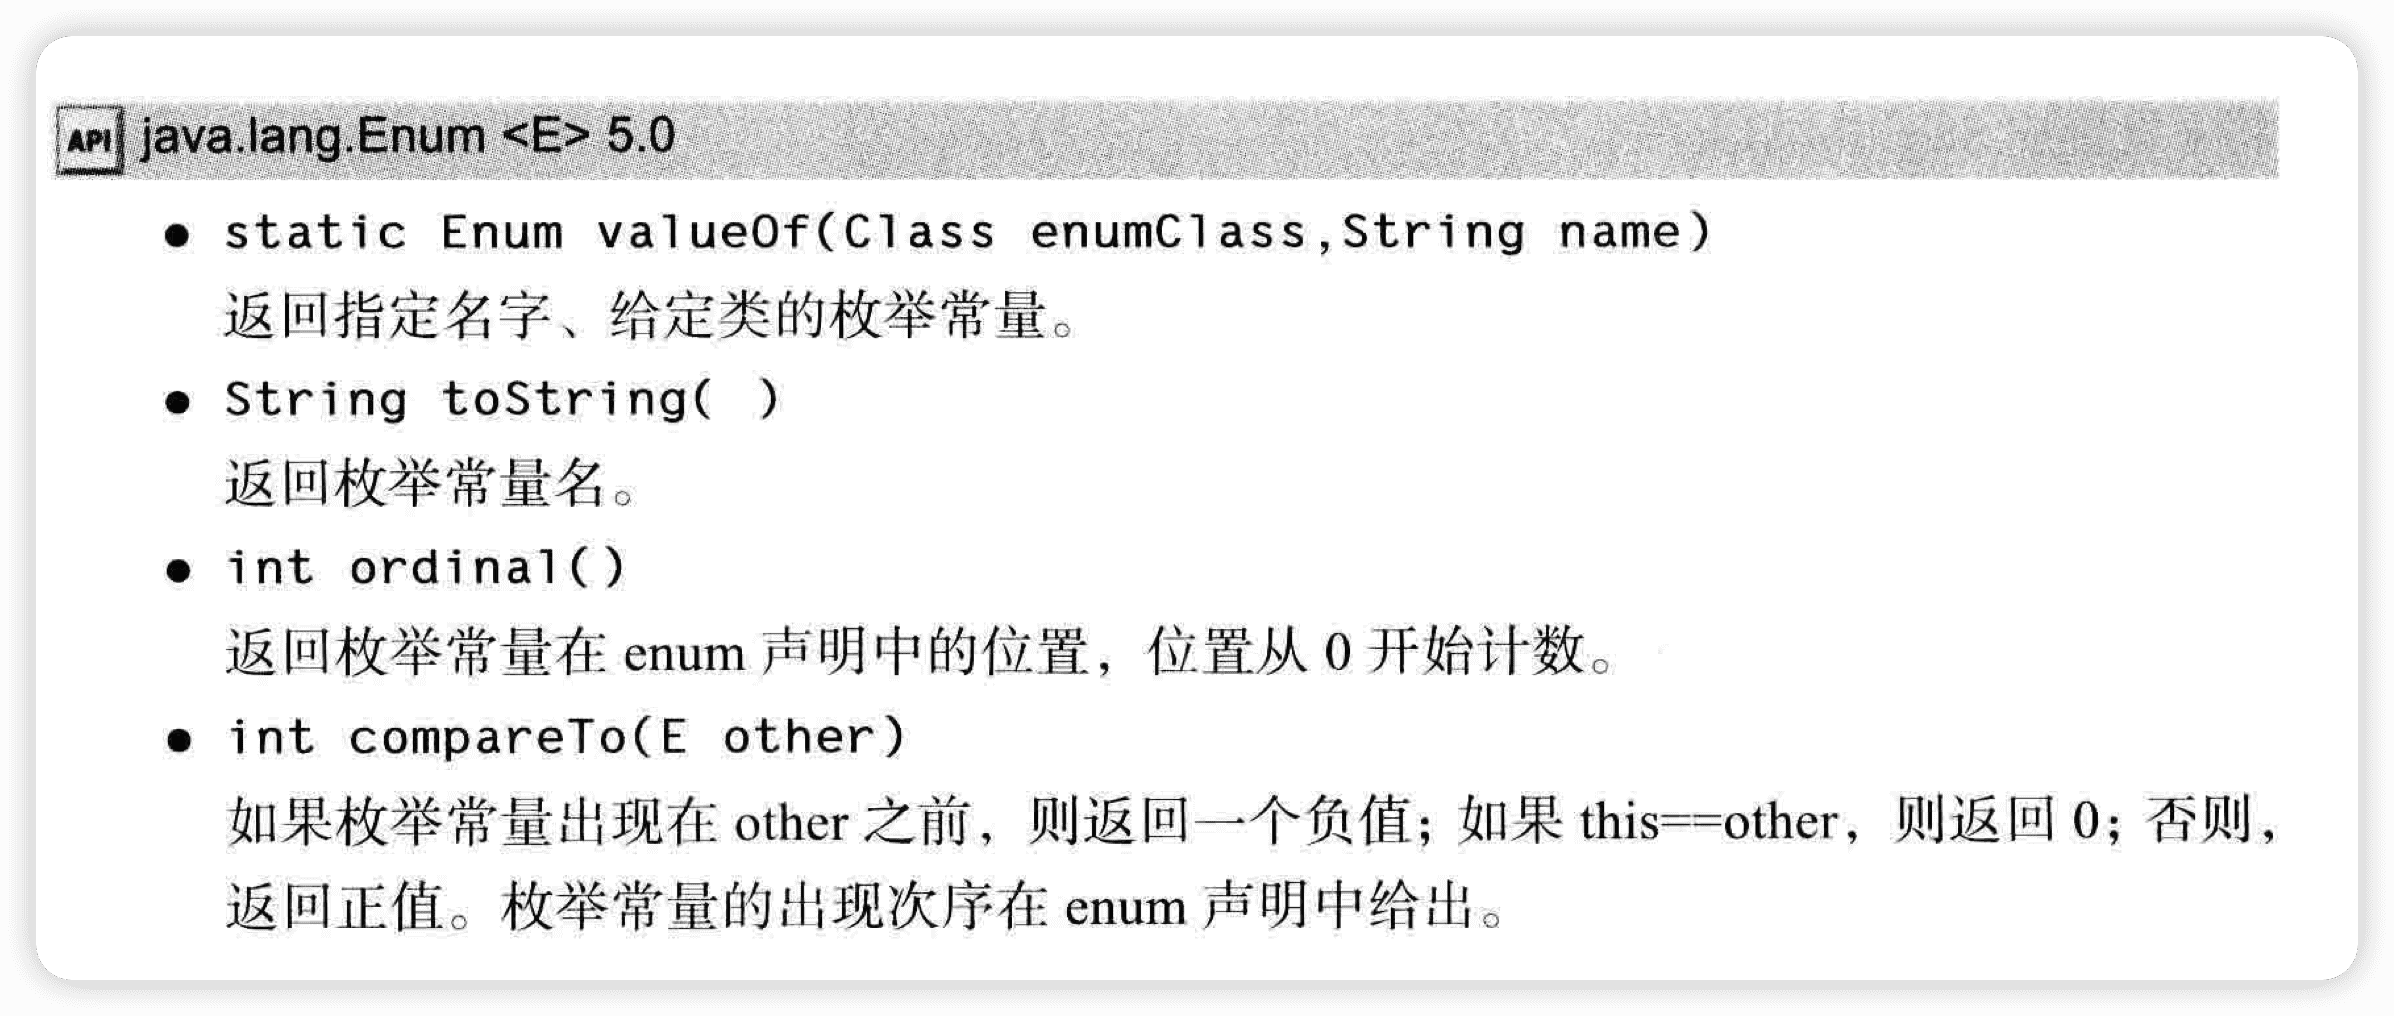 API java.lang.Enum <E> 5.0
● static Enum valueOf(Class enumClass,String name)
返回指定名字、给定类的枚举常量。
● String toString( )
返回枚举常量名。
● int ordinal()
返回枚举常量在 enum 声明中的位置，位置从 0 开始计数。
● int compareTo(E other)
如果枚举常量出现在 other 之前，则返回一个负值；如果 this==other，则返回 0；否则，
返回正值。枚举常量的出现次序在 enum 声明中给出。